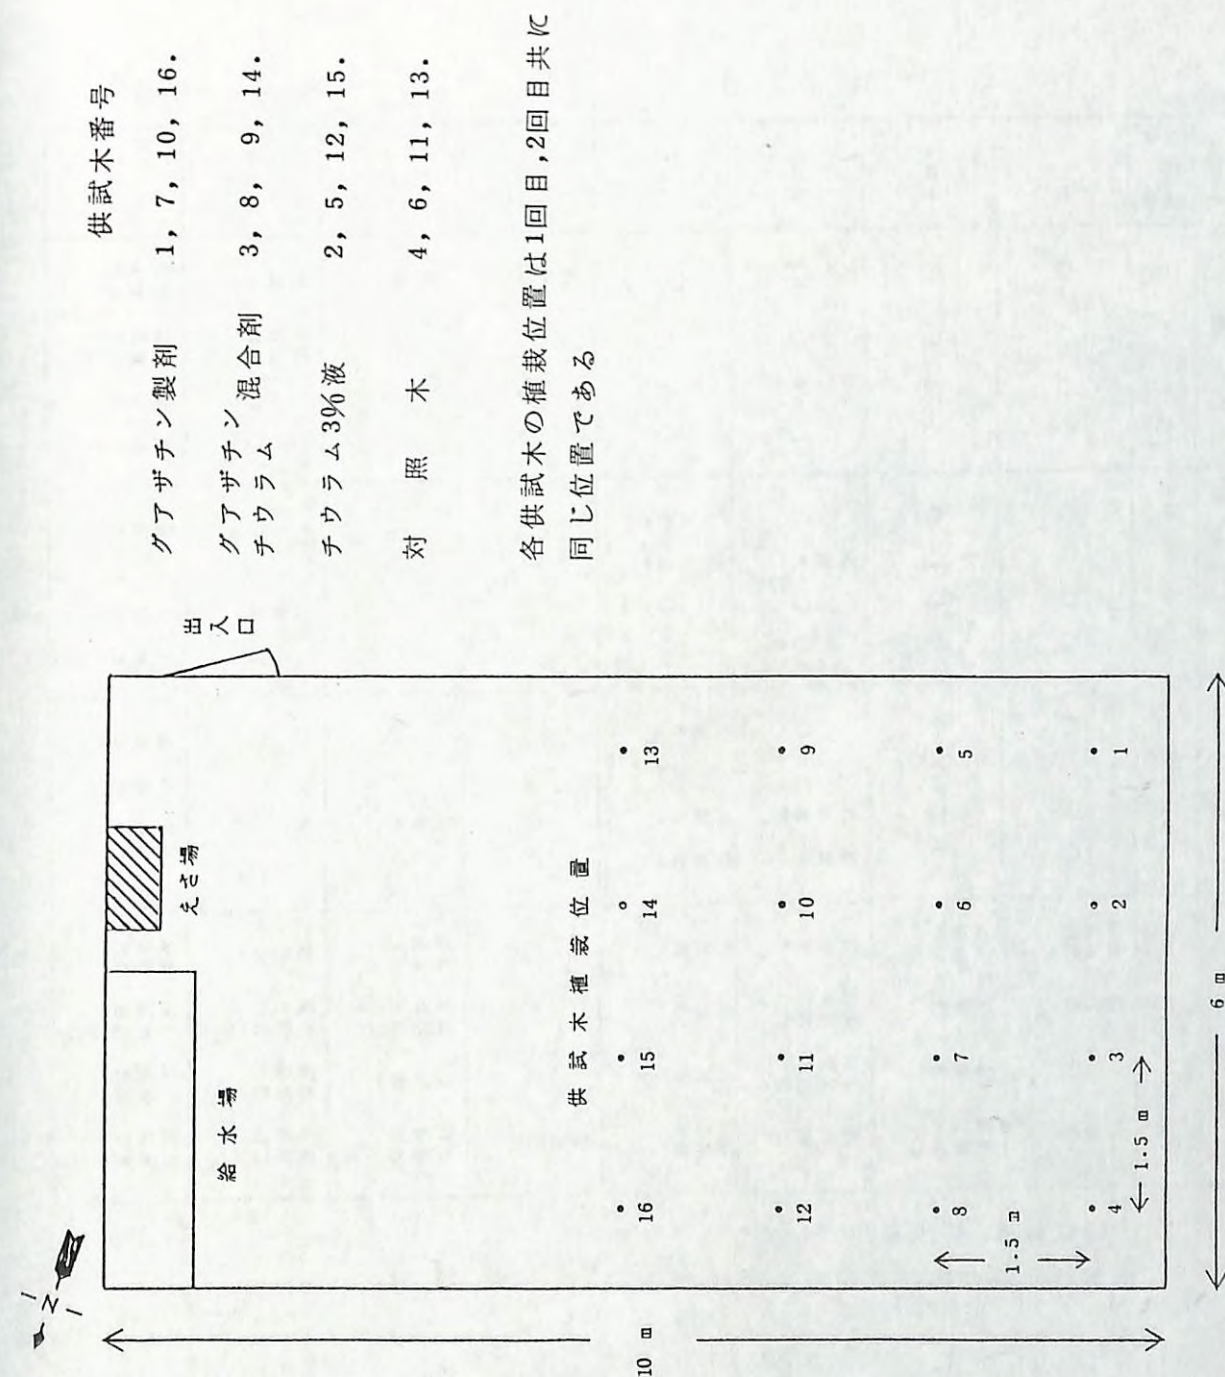 供試木番号
グアザチン製剤 1, 7, 10, 16.
グアザチン
チウラム 混合剤 3, 8, 9, 14.
チウラム3%液 2, 5, 12, 15.
対照木 4, 6, 11, 13.
各供試木の植栽位置は1回目,2回目共に
同じ位置である
出入口
えさ場
給水場
供試木植栽位置
N
16
15
14
13
12
11
10
9
8
7
6
5
4
3
2
1
1.5 m
1.5 m
10 m
6 m